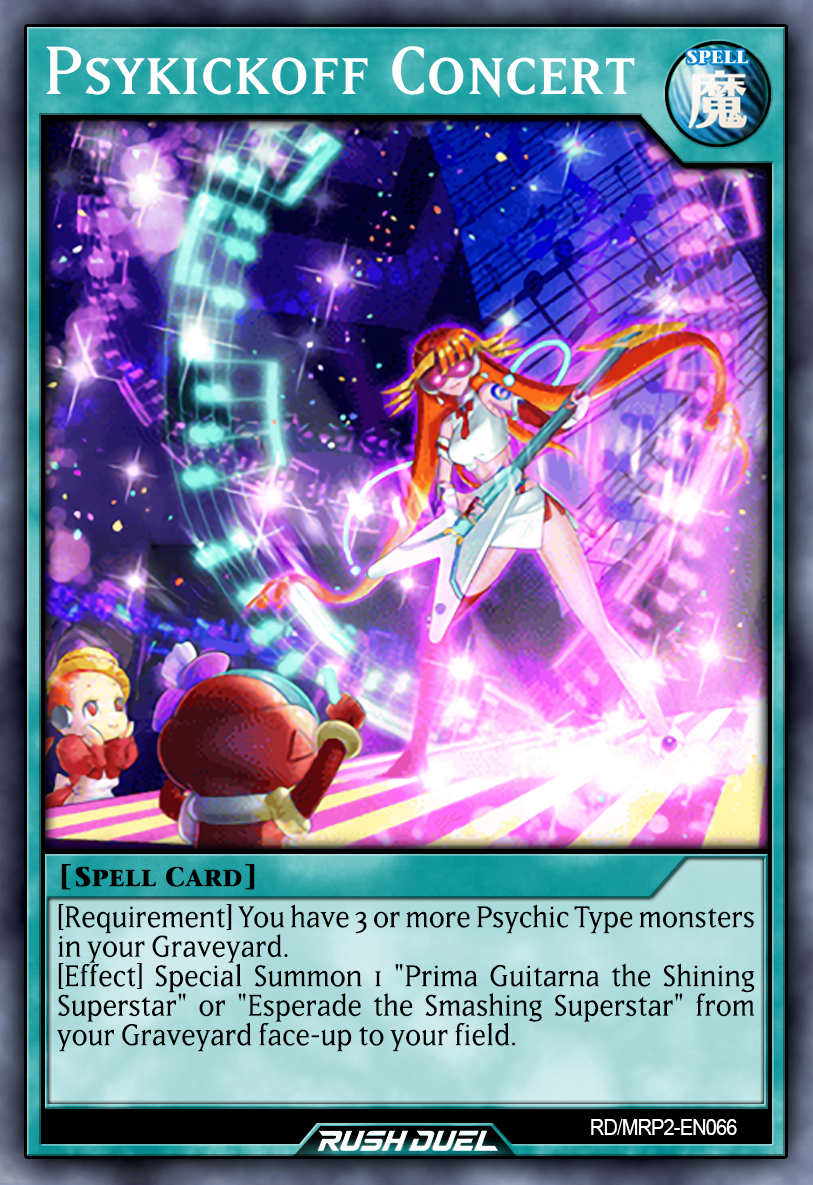 Psykickoff Concert
SPELL
魔
[Spell Card]
[Requirement] You have 3 or more Psychic Type monsters
in your Graveyard.
[Effect] Special Summon 1 "Prima Guitarna the Shining
Superstar" or "Esperade the Smashing Superstar" from
your Graveyard face-up to your field.
RD/MRP2-EN066
RUSH DUEL